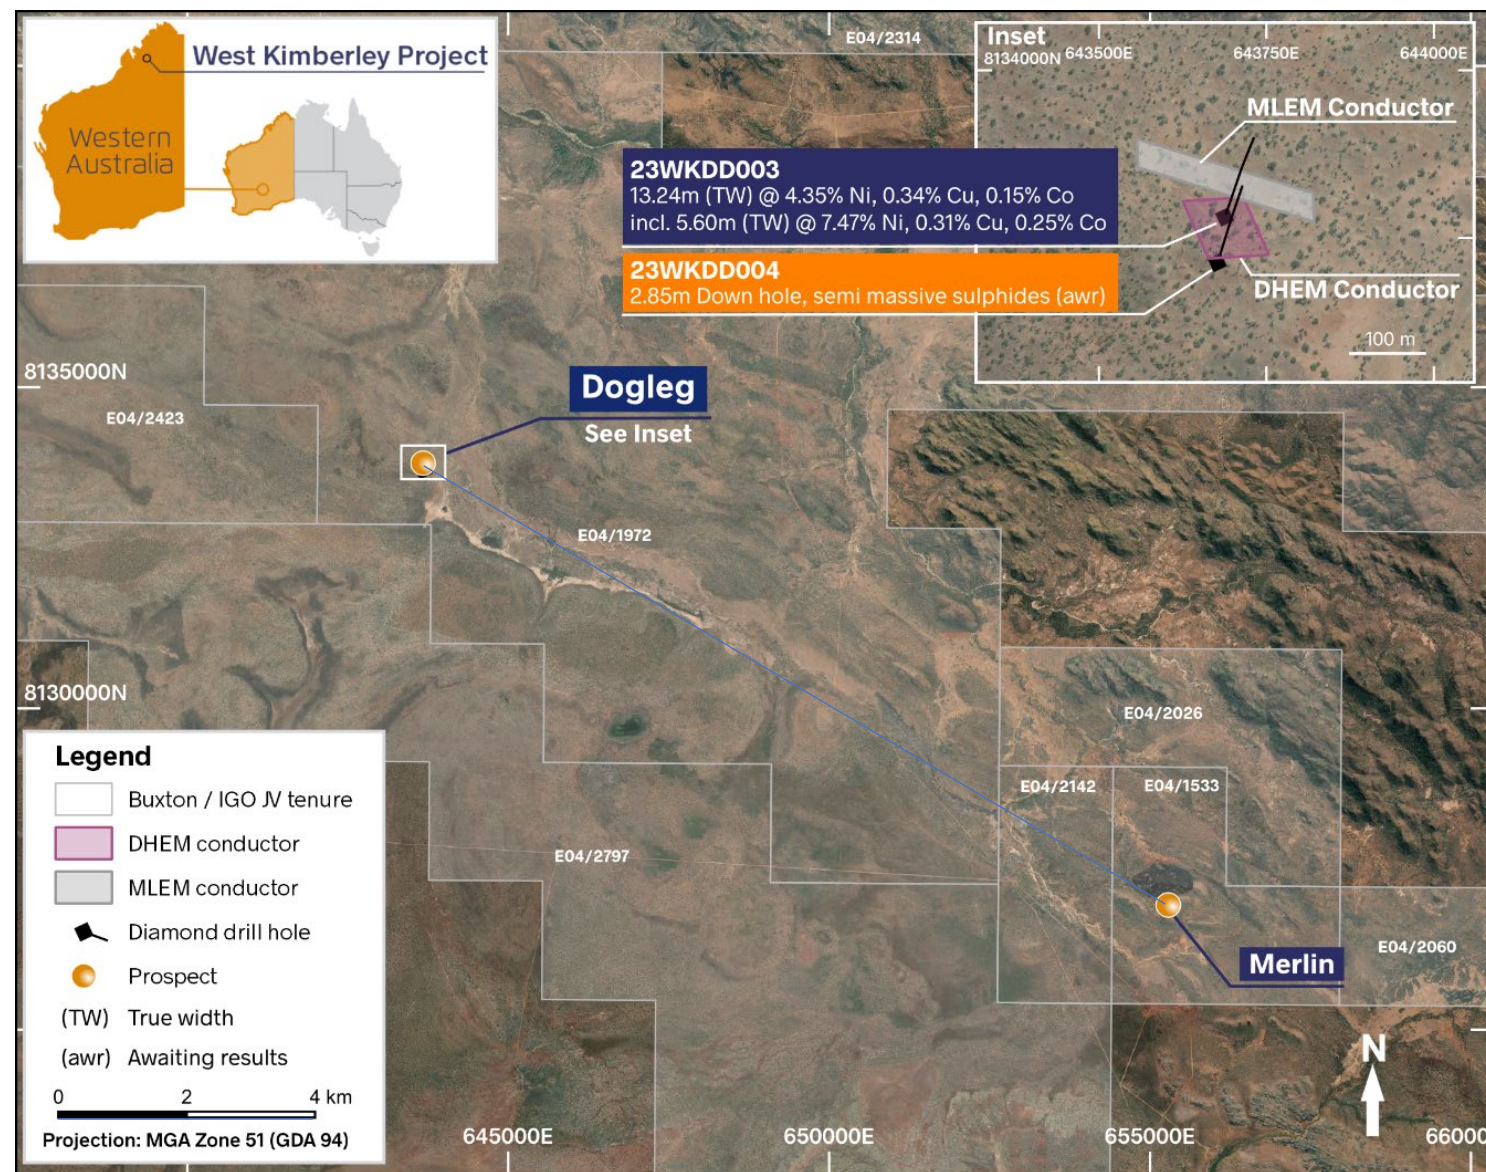 West Kimberley Project
Western
Australia
E04/2314
Inset
8134000N
643500E
643750E
644000E
MLEM Conductor
23WKDD003
13.24m (TW) @ 4.35% Ni, 0.34% Cu, 0.15% Co
incl. 5.60m (TW) @ 7.47% Ni, 0.31% Cu, 0.25% Co
23WKDD004
2.85m Down hole, semi massive sulphides (awr)
DHEM Conductor
100 m
8135000N
E04/2423
Dogleg
See Inset
E04/1972
8130000N
E04/2026
E04/2142
E04/1533
E04/2797
E04/2060
Merlin
Legend
Buxton / IGO JV tenure
DHEM conductor
MLEM conductor
Diamond drill hole
Prospect
(TW) True width
(awr) Awaiting results
0 2 4 km
Projection: MGA Zone 51 (GDA 94)
N
645000E
650000E
655000E
66000